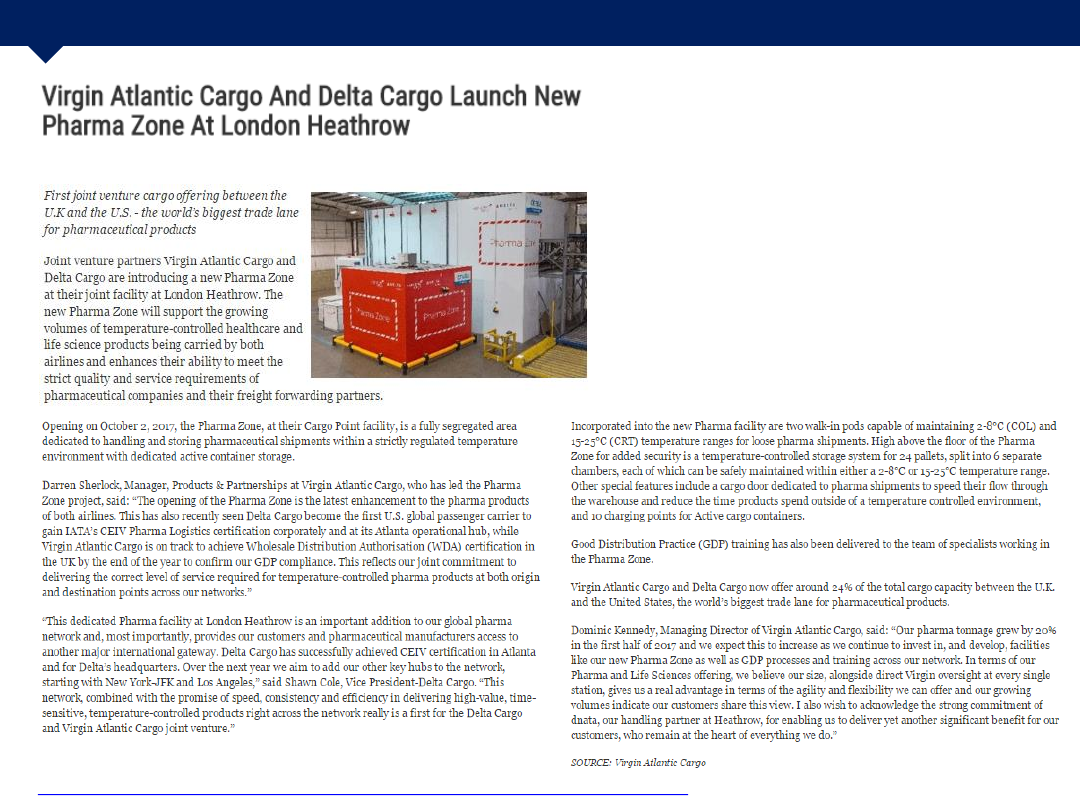 Virgin Atlantic Cargo And Delta Cargo Launch New
Pharma Zone At London Heathrow
First joint venture cargo offering between the
U.K and the U.S. - the world's biggest trade lane
for pharmaceutical products
Pharma Zone
Pharma Zone
Pharma Zone
Joint venture partners Virgin Atlantic Cargo and
Delta Cargo are introducing a new Pharma Zone
at their joint facility at London Heathrow. The
new Pharma Zone will support the growing
volumes of temperature-controlled healthcare and
life science products being carried by both
airlines and enhances their ability to meet the
strict quality and service requirements of
pharmaceutical companies and their freight forwarding partners.
Opening on October 2, 2017, the Pharma Zone, at their Cargo Point facility, is a fully segregated area
dedicated to handling and storing pharmaceutical shipments within a strictly regulated temperature
environment with dedicated active container storage.
Darren Sherlock, Manager, Products & Partnerships at Virgin Atlantic Cargo, who has led the Pharma
Zone project, said: “The opening of the Pharma Zone is the latest enhancement to the pharma products
of both airlines. This has also recently seen Delta Cargo become the first U.S. global passenger carrier to
gain IATA's CEIV Pharma Logistics certification corporately and at its Atlanta operational hub, while
Virgin Atlantic Cargo is on track to achieve Wholesale Distribution Authorisation (WDA) certification in
the UK by the end of the year to confirm our GDP compliance. This reflects our joint commitment to
delivering the correct level of service required for temperature-controlled pharma products at both origin
and destination points across our networks.”
“This dedicated Pharma facility at London Heathrow is an important addition to our global pharma
network and, most importantly, provides our customers and pharmaceutical manufacturers access to
another major international gateway. Delta Cargo has successfully achieved CEIV certification in Atlanta
and for Delta's headquarters. Over the next year we aim to add our other key hubs to the network,
starting with New York-JFK and Los Angeles,” said Shawn Cole, Vice President-Delta Cargo. “This
network, combined with the promise of speed, consistency and efficiency in delivering high-value, time-
sensitive, temperature-controlled products right across the network really is a first for the Delta Cargo
and Virgin Atlantic Cargo joint venture.”
Incorporated into the new Pharma facility are two walk-in pods capable of maintaining 2-8°C (COL) and
15-25°C (CRT) temperature ranges for loose pharma shipments. High above the floor of the Pharma
Zone for added security is a temperature-controlled storage system for 24 pallets, split into 6 separate
chambers, each of which can be safely maintained within either a 2-8°C or 15-25°C temperature range.
Other special features include a cargo door dedicated to pharma shipments to speed their flow through
the warehouse and reduce the time products spend outside of a temperature controlled environment,
and 10 charging points for Active cargo containers.
Good Distribution Practice (GDP) training has also been delivered to the team of specialists working in
the Pharma Zone.
Virgin Atlantic Cargo and Delta Cargo now offer around 24% of the total cargo capacity between the U.K.
and the United States, the world's biggest trade lane for pharmaceutical products.
Dominic Kennedy, Managing Director of Virgin Atlantic Cargo, said: “Our pharma tonnage grew by 20%
in the first half of 2017 and we expect this to increase as we continue to invest in, and develop, facilities
like our new Pharma Zone as well as GDP processes and training across our network. In terms of our
Pharma and Life Sciences offering, we believe our size, alongside direct Virgin oversight at every single
station, gives us a real advantage in terms of the agility and flexibility we can offer and our growing
volumes indicate our customers share this view. I also wish to acknowledge the strong commitment of
dnata, our handling partner at Heathrow, for enabling us to deliver yet another significant benefit for our
customers, who remain at the heart of everything we do.”
SOURCE: Virgin Atlantic Cargo